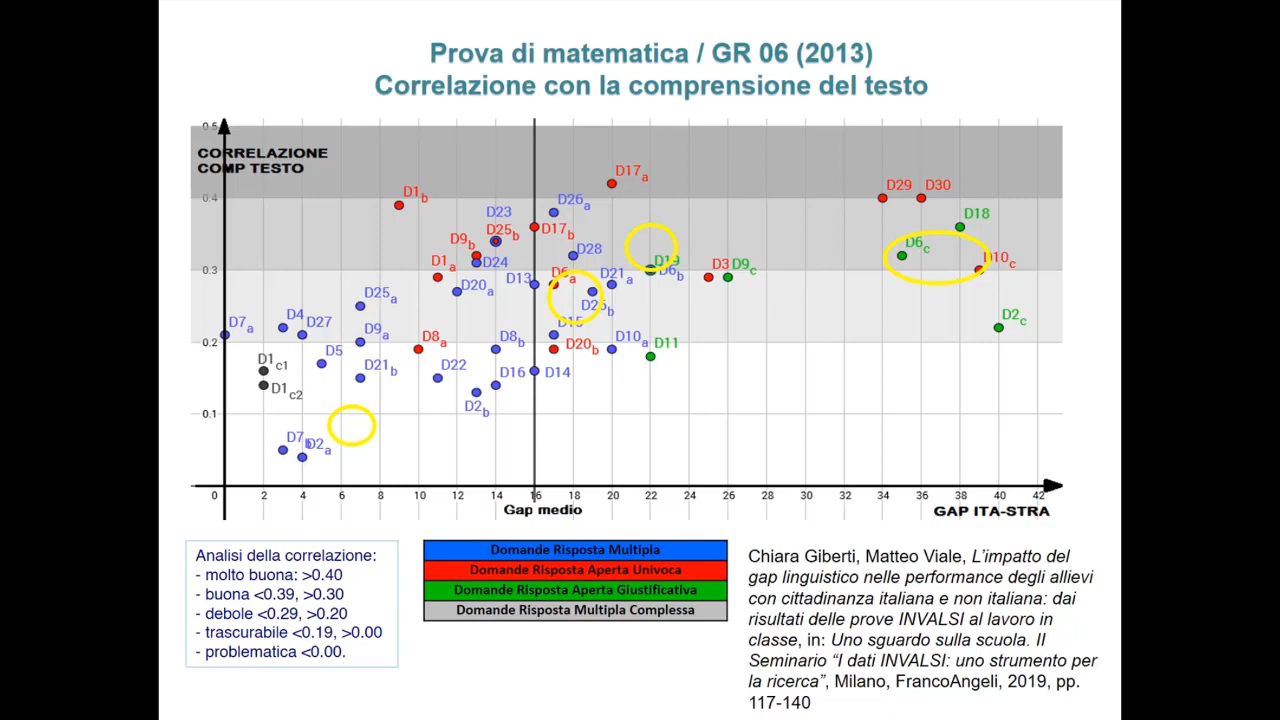 Prova di matematica / GR 06 (2013)
Correlazione con la comprensione del testo
0.5
CORRELAZIONE
COMP TESTO
D17a
D1b
D29
D30
0.4
D26a
D23
D18
D25b
D17b
D9b
D6c
D28
D19
D24
D1a
D3
D9c
D10c
0.3
D13
D6a
D21a
D6b
D20a
D25a
D26b
D7a
D4
D27
D9a
D8a
D8b
D15
D10a
D2c
0.2
D5
D20b
D11
D1c1
D21b
D22
D16
D14
D1c2
D2b
0.1
D7b
D2a
0 2 4 6 8 10 12 14 16 18 20 22 24 26 28 30 32 34 36 38 40 42
Gap medio
GAP ITA-STRA
Analisi della correlazione:
- molto buona: >0.40
- buona <0.39, >0.30
- debole <0.29, >0.20
- trascurabile <0.19, >0.00
- problematica <0.00.
Domande Risposta Multipla
Domande Risposta Aperta Univoca
Domande Risposta Aperta Giustificativa
Domande Risposta Multipla Complessa
Chiara Giberti, Matteo Viale, L'impatto del
gap linguistico nelle performance degli allievi
con cittadinanza italiana e non italiana: dai
risultati delle prove INVALSI al lavoro in
classe, in: Uno sguardo sulla scuola. II
Seminario “I dati INVALSI: uno strumento per
la ricerca”, Milano, FrancoAngeli, 2019, pp.
117-140